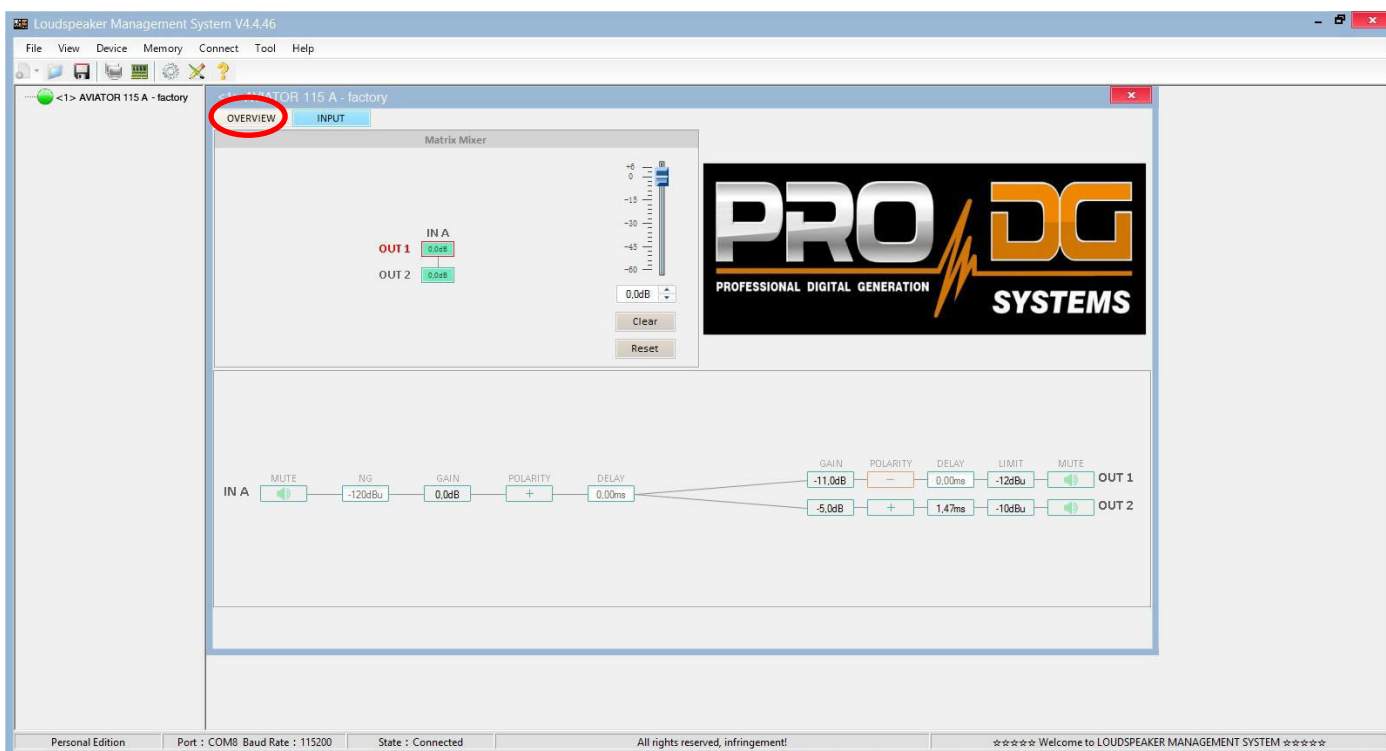 Loudspeaker Management System V4.4.46
File View Device Memory Connect Tool Help
<1> AVIATOR 115 A - factory
<1> AVIATOR 115 A - factory
OVERVIEW INPUT
Matrix Mixer
+6
0
-15
-30
-45
-60
IN A
OUT 1 0,0dB
OUT 2 0,0dB
0,0dB
Clear
Reset
PRO DG
PROFESSIONAL DIGITAL GENERATION
SYSTEMS
MUTE NG GAIN POLARITY DELAY
IN A -120dBu 0,0dB + 0,00ms
GAIN POLARITY DELAY LIMIT MUTE
-11,0dB - 0,00ms -12dBu OUT 1
-5,0dB + 1,47ms -10dBu OUT 2
Personal Edition Port : COM8 Baud Rate : 115200 State : Connected All rights reserved, infringement! ☆☆☆☆☆ Welcome to LOUDSPEAKER MANAGEMENT SYSTEM ☆☆☆☆☆